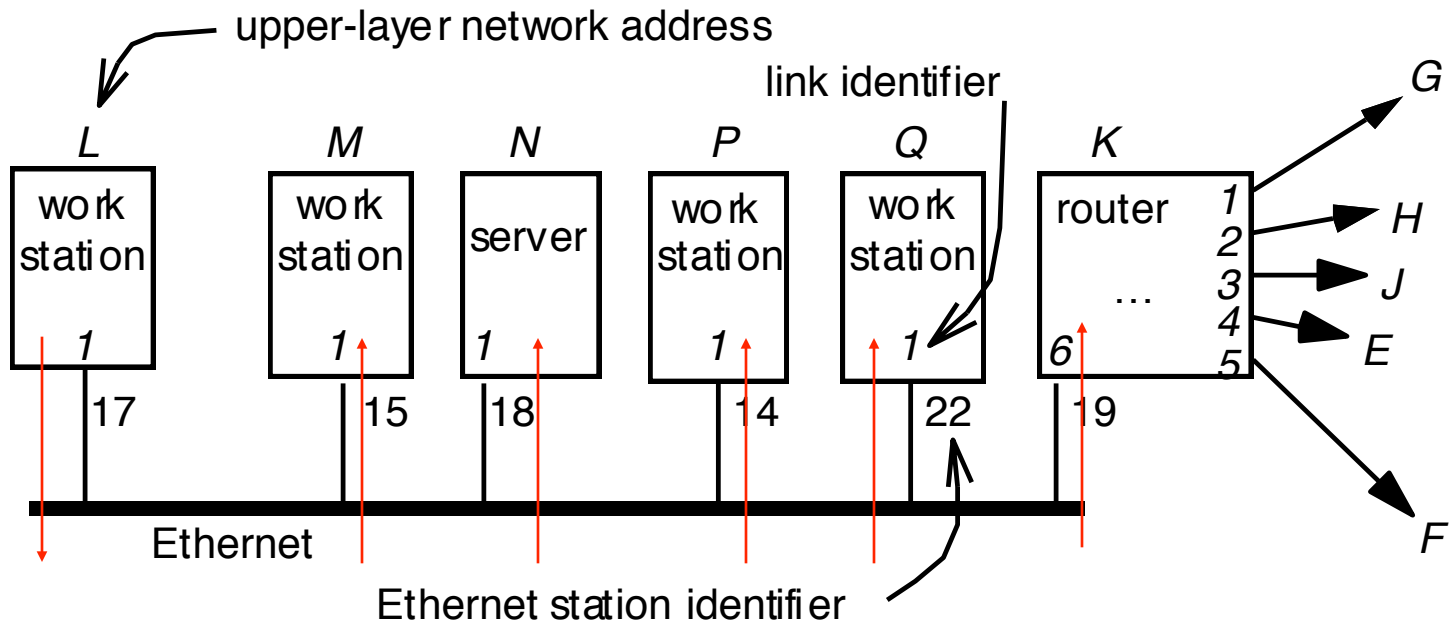 upper-layer network address
link identifier
G
L
M
N
P
Q
K
work
station
work
station
server
work
station
work
station
router
...
1
2
3
4
5
H
J
E
F
1
1
1
1
1
6
17
15
18
14
22
19
Ethernet
Ethernet station identifier